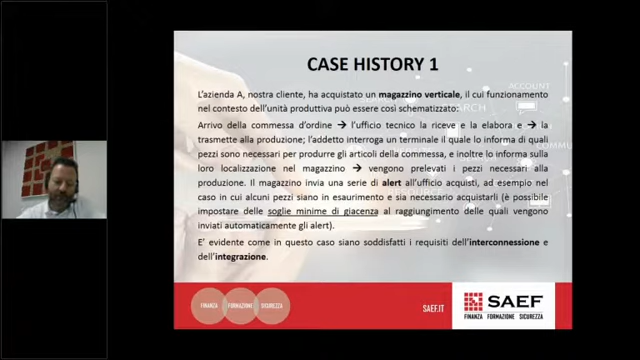 CASE HISTORY 1
L'azienda A, nostra cliente, ha acquistato un magazzino verticale, il cui funzionamento
nel contesto dell'unità produttiva può essere così schematizzato:
Arrivo della commessa d'ordine → l'ufficio tecnico la riceve e la elabora e → la
trasmette alla produzione; l'addetto interroga un terminale il quale lo informa di quali
pezzi sono necessari per produrre gli articoli della commessa, e inoltre lo informa sulla
loro localizzazione nel magazzino → vengono prelevati i pezzi necessari alla
produzione. Il magazzino invia una serie di alert all'ufficio acquisti, ad esempio nel
caso in cui alcuni pezzi siano in esaurimento e sia necessario acquistarli (è possibile
impostare delle soglie minime di giacenza al raggiungimento delle quali vengono
inviati automaticamente gli alert).
E' evidente come in questo caso siano soddisfatti i requisiti dell'interconnessione e
dell'integrazione.
ACCOUNT
FINANZA FORMAZIONE SICUREZZA
SAEF.IT
SAEF
FINANZA FORMAZIONE SICUREZZA